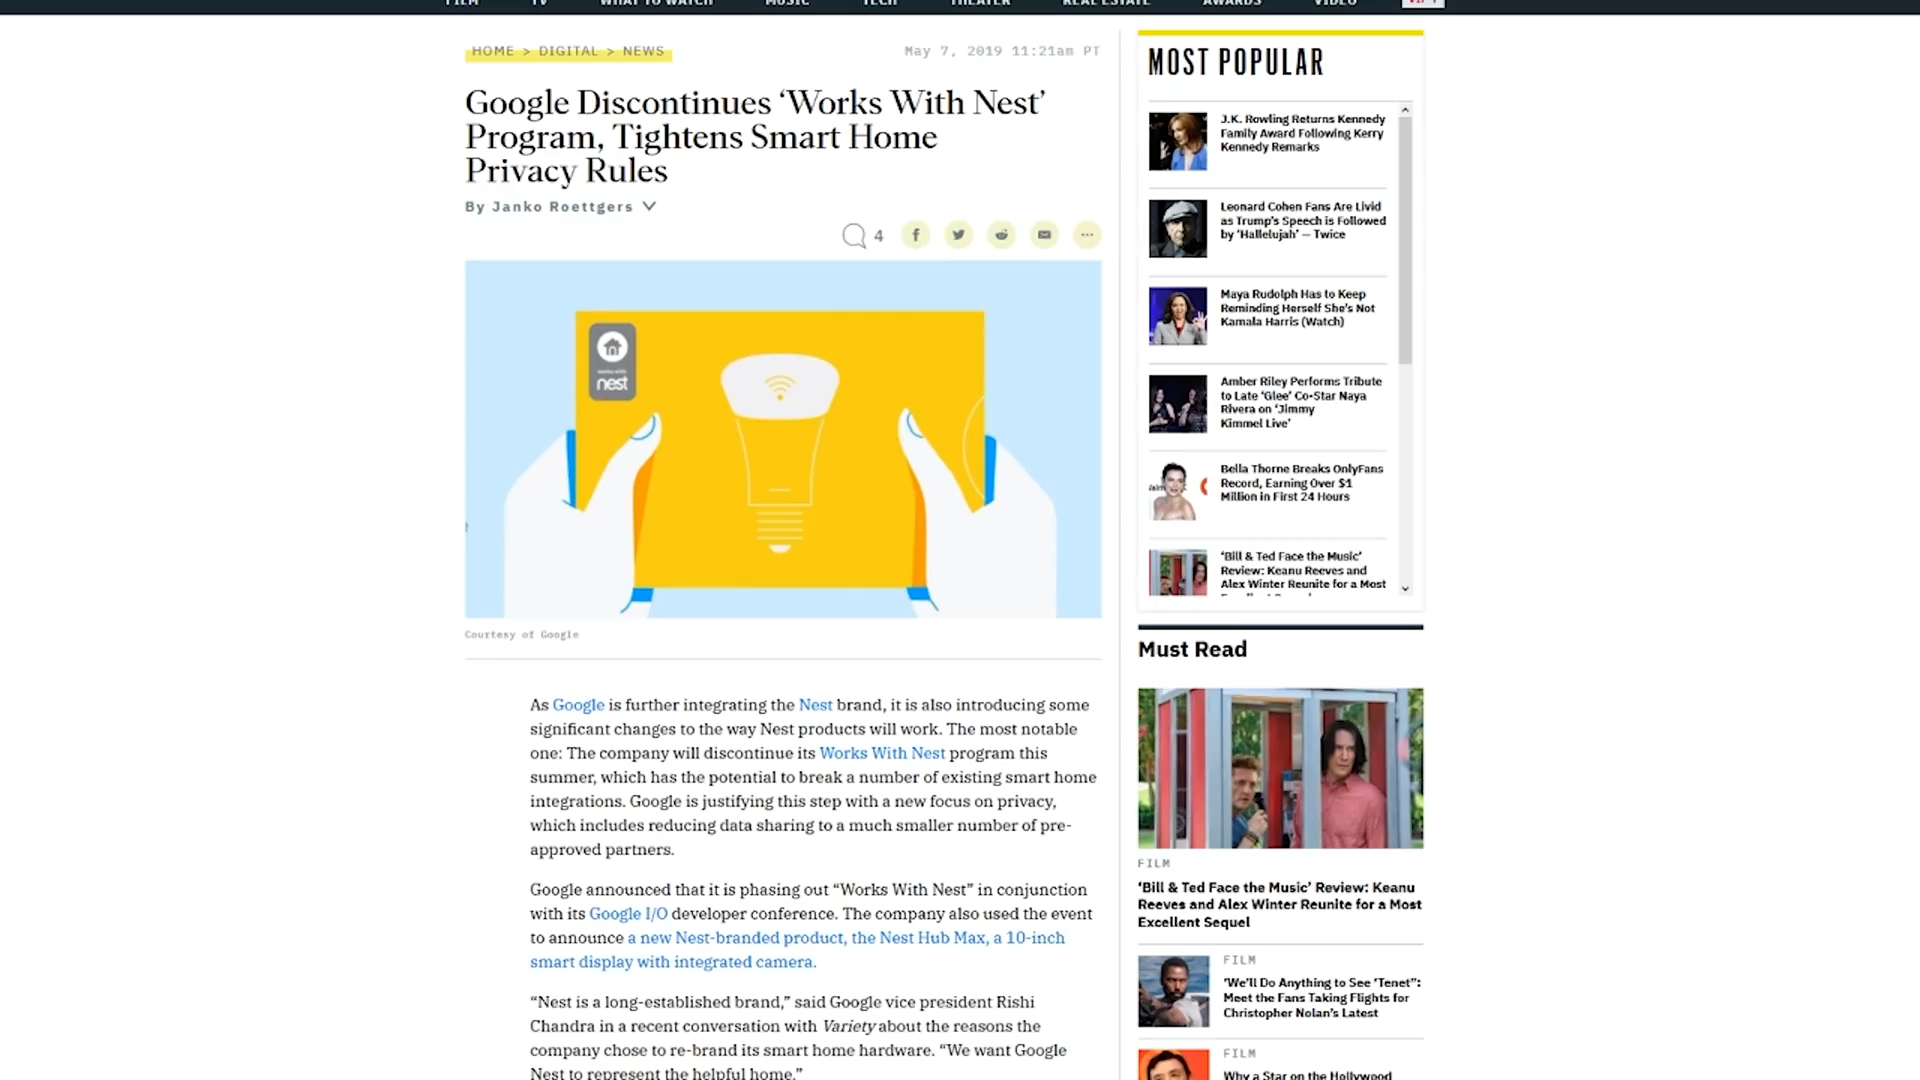 FILM TV WHAT TO WATCH MUSIC TECH THEATER REAL ESTATE AWARDS VIDEO
HOME > DIGITAL > NEWS
May 7, 2019 11:21am PT
Google Discontinues ‘Works With Nest’
Program, Tightens Smart Home
Privacy Rules
By Janko Roettgers
4
works with
nest
Courtesy of Google
As Google is further integrating the Nest brand, it is also introducing some
significant changes to the way Nest products will work. The most notable
one: The company will discontinue its Works With Nest program this
summer, which has the potential to break a number of existing smart home
integrations. Google is justifying this step with a new focus on privacy,
which includes reducing data sharing to a much smaller number of pre-
approved partners.
Google announced that it is phasing out “Works With Nest” in conjunction
with its Google I/O developer conference. The company also used the event
to announce a new Nest-branded product, the Nest Hub Max, a 10-inch
smart display with integrated camera.
“Nest is a long-established brand,” said Google vice president Rishi
Chandra in a recent conversation with Variety about the reasons the
company chose to re-brand its smart home hardware. “We want Google
Nest to represent the helpful home.”
MOST POPULAR
J.K. Rowling Returns Kennedy
Family Award Following Kerry
Kennedy Remarks
Leonard Cohen Fans Are Livid
as Trump’s Speech is Followed
by ‘Hallelujah’ — Twice
Maya Rudolph Has to Keep
Reminding Herself She’s Not
Kamala Harris (Watch)
Amber Riley Performs Tribute
to Late ‘Glee’ Co-Star Naya
Rivera on ‘Jimmy
Kimmel Live’
Bella Thorne Breaks OnlyFans
Record, Earning Over $1
Million in First 24 Hours
‘Bill & Ted Face the Music’
Review: Keanu Reeves and
Alex Winter Reunite for a Most
Must Read
FILM
‘Bill & Ted Face the Music’ Review: Keanu
Reeves and Alex Winter Reunite for a Most
Excellent Sequel
FILM
‘We’ll Do Anything to See ‘Tenet”:
Meet the Fans Taking Flights for
Christopher Nolan’s Latest
FILM
Why a Star on the Hollywood